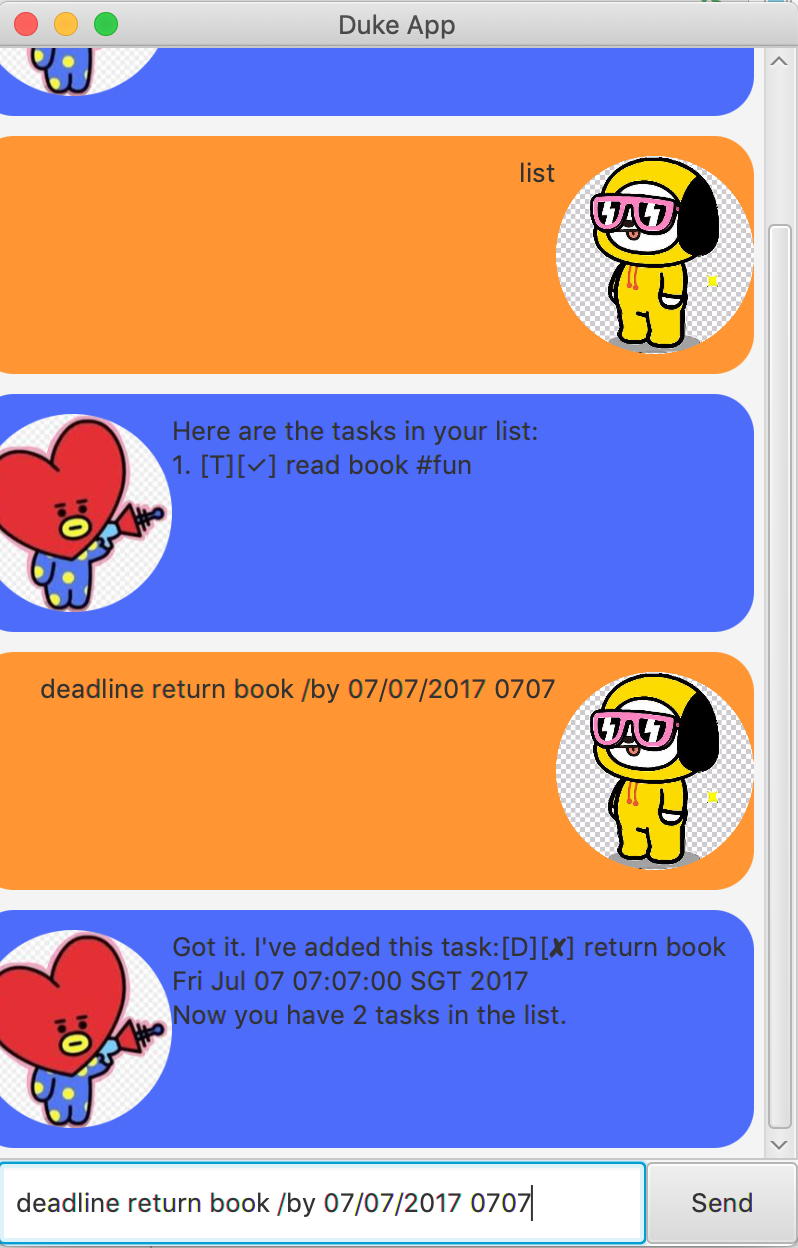 Duke App
list
Here are the tasks in your list:
1. [T][✓] read book #fun
deadline return book /by 07/07/2017 0707
Got it. I've added this task:[D][✘] return book
Fri Jul 07 07:07:00 SGT 2017
Now you have 2 tasks in the list.
deadline return book /by 07/07/2017 0707
Send